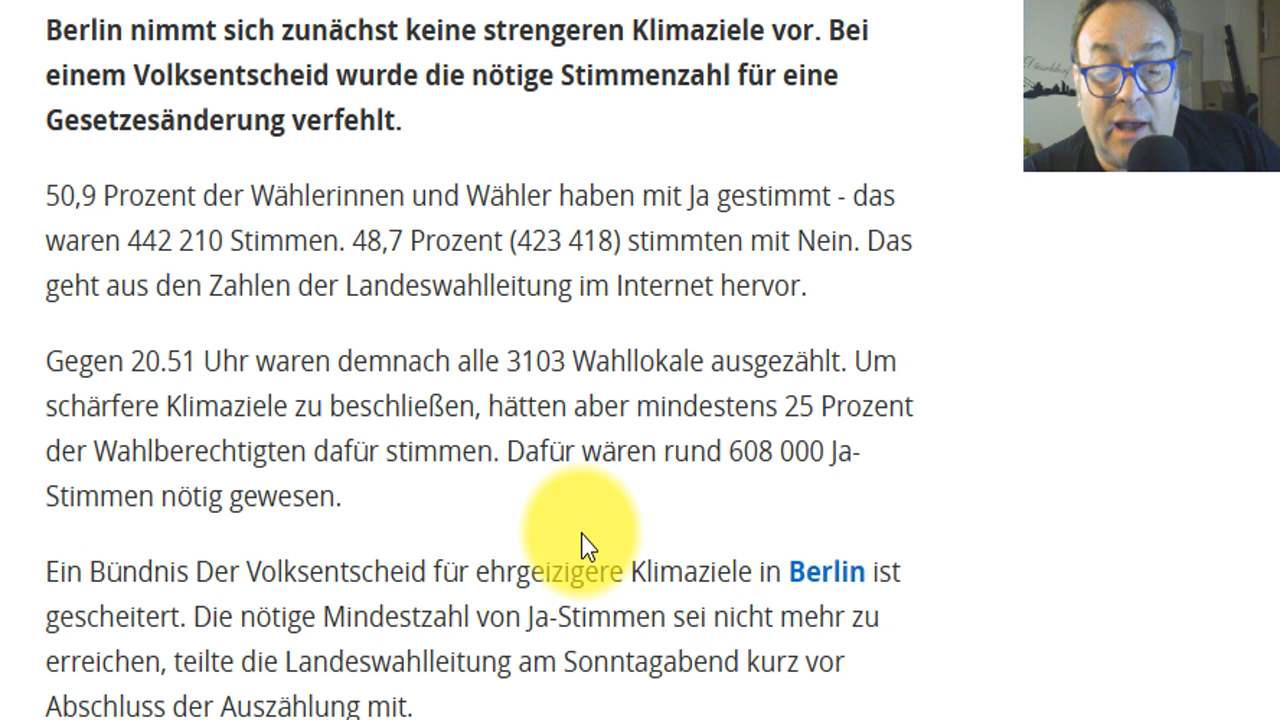 Berlin nimmt sich zunächst keine strengeren Klimaziele vor. Bei
einem Volksentscheid wurde die nötige Stimmenzahl für eine
Gesetzesänderung verfehlt.
50,9 Prozent der Wählerinnen und Wähler haben mit Ja gestimmt - das
waren 442 210 Stimmen. 48,7 Prozent (423 418) stimmten mit Nein. Das
geht aus den Zahlen der Landeswahlleitung im Internet hervor.
Gegen 20.51 Uhr waren demnach alle 3103 Wahllokale ausgezählt. Um
schärfere Klimaziele zu beschließen, hätten aber mindestens 25 Prozent
der Wahlberechtigten dafür stimmen. Dafür wären rund 608 000 Ja-
Stimmen nötig gewesen.
Ein Bündnis Der Volksentscheid für ehrgeizigere Klimaziele in Berlin ist
gescheitert. Die nötige Mindestzahl von Ja-Stimmen sei nicht mehr zu
erreichen, teilte die Landeswahlleitung am Sonntagabend kurz vor
Abschluss der Auszählung mit.
Düsseldorf